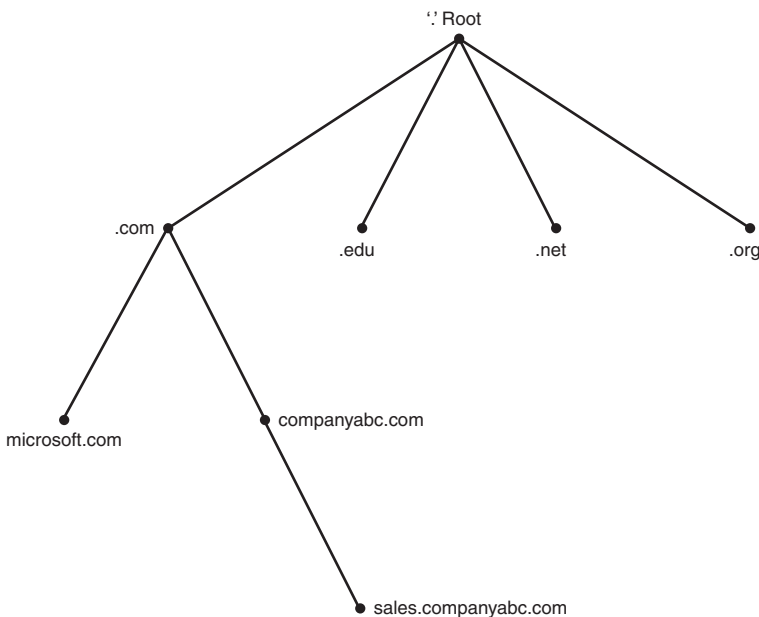 ‘.’ Root
.com
.edu
.net
.org
microsoft.com
companyabc.com
sales.companyabc.com